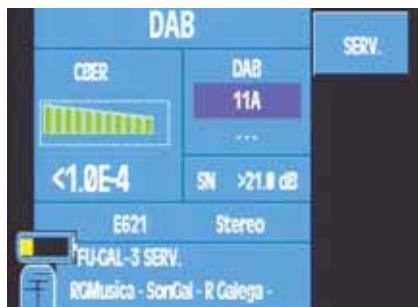 DAB
SERV.
CBER
DAB
11A
---
<1.0E-4
SN >21.0 dB
E621 Stereo
FU-GAL-3 SERV.
RGMusica - SonGal - R Galega -